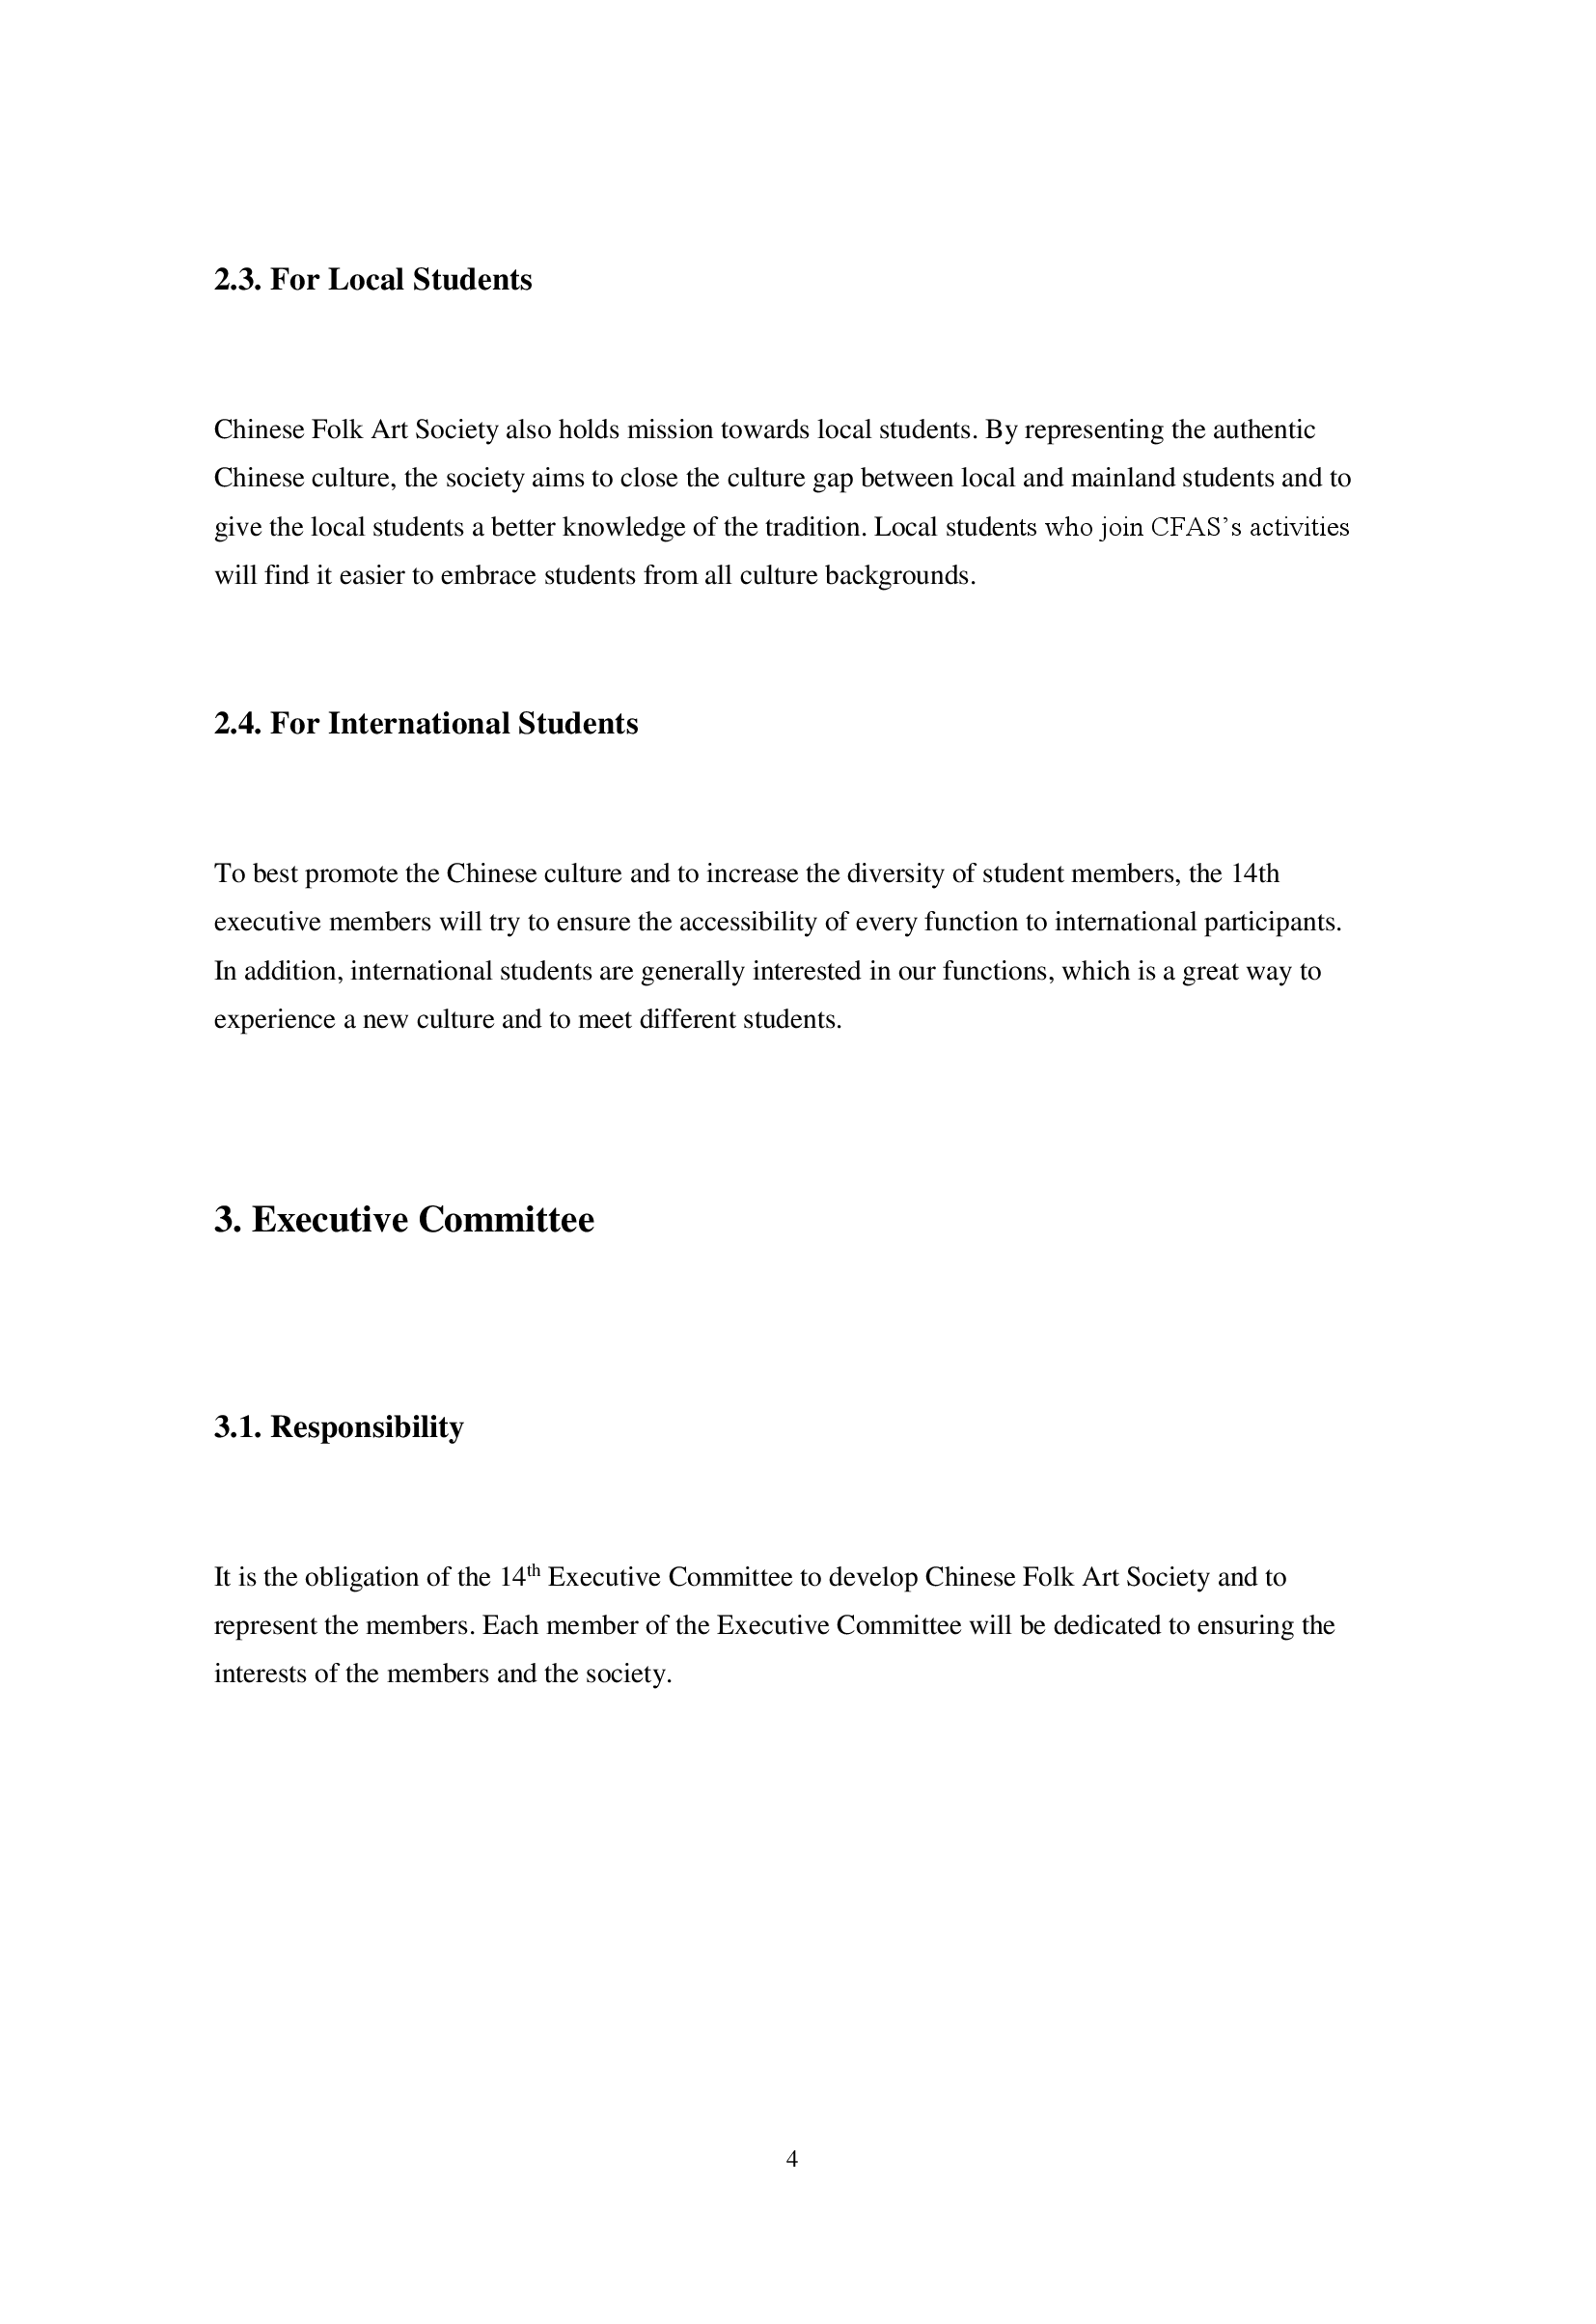 2.3. For Local Students
Chinese Folk Art Society also holds mission towards local students. By representing the authentic
Chinese culture, the society aims to close the culture gap between local and mainland students and to
give the local students a better knowledge of the tradition. Local students who join CFAS’s activities
will find it easier to embrace students from all culture backgrounds.
2.4. For International Students
To best promote the Chinese culture and to increase the diversity of student members, the 14th
executive members will try to ensure the accessibility of every function to international participants.
In addition, international students are generally interested in our functions, which is a great way to
experience a new culture and to meet different students.
3. Executive Committee
3.1. Responsibility
It is the obligation of the 14th Executive Committee to develop Chinese Folk Art Society and to
represent the members. Each member of the Executive Committee will be dedicated to ensuring the
interests of the members and the society.
4